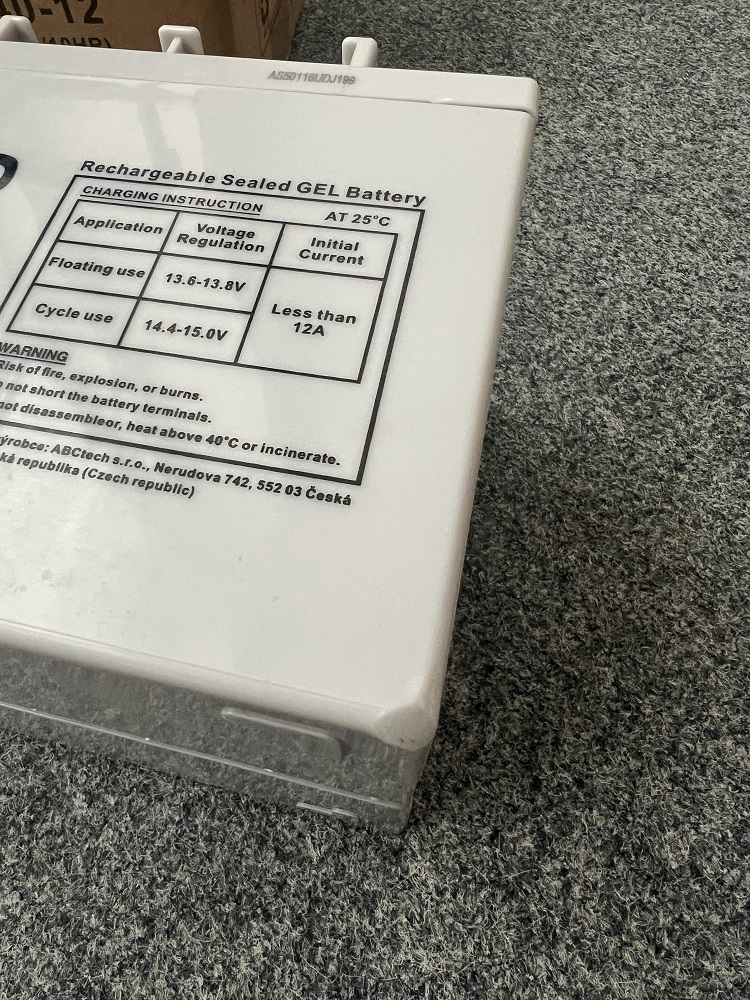 0-12
(10HR)
AS50116UDJ199
Rechargeable Sealed GEL Battery
CHARGING INSTRUCTION AT 25°C
Application Voltage Regulation Initial Current
Floating use 13.6-13.8V Less than 12A
Cycle use 14.4-15.0V
WARNING
Risk of fire, explosion, or burns.
not short the battery terminals.
not disassembleor, heat above 40°C or incinerate.
ýrobce: ABCtech s.r.o., Nerudova 742, 552 03 Česká
ká republika (Czech republic)